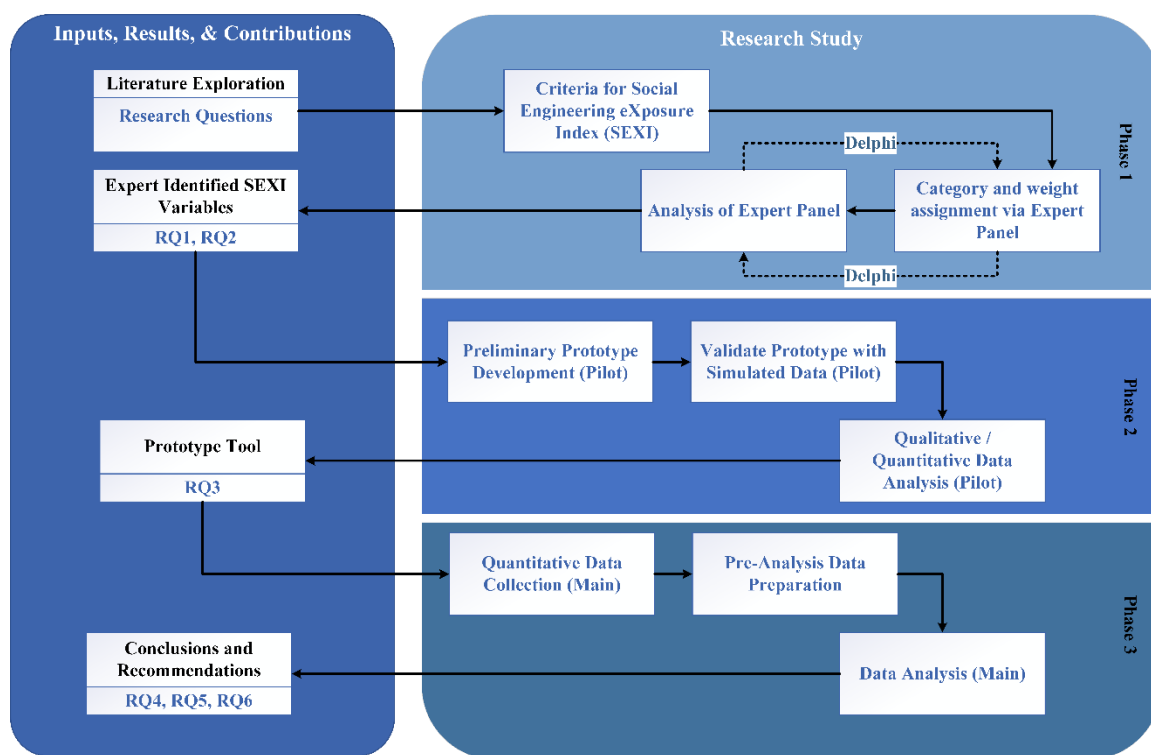 Inputs, Results, & Contributions
Literature Exploration
Research Questions
Expert Identified SEXI
Variables
RQ1, RQ2
Prototype Tool
RQ3
Conclusions and
Recommendations
RQ4, RQ5, RQ6
Research Study
Criteria for Social
Engineering eXposure
Index (SEXI)
Delphi
Analysis of Expert Panel
Category and weight
assignment via Expert
Panel
Delphi
Phase 1
Preliminary Prototype
Development (Pilot)
Validate Prototype with
Simulated Data (Pilot)
Qualitative /
Quantitative Data
Analysis (Pilot)
Phase 2
Quantitative Data
Collection (Main)
Pre-Analysis Data
Preparation
Data Analysis (Main)
Phase 3